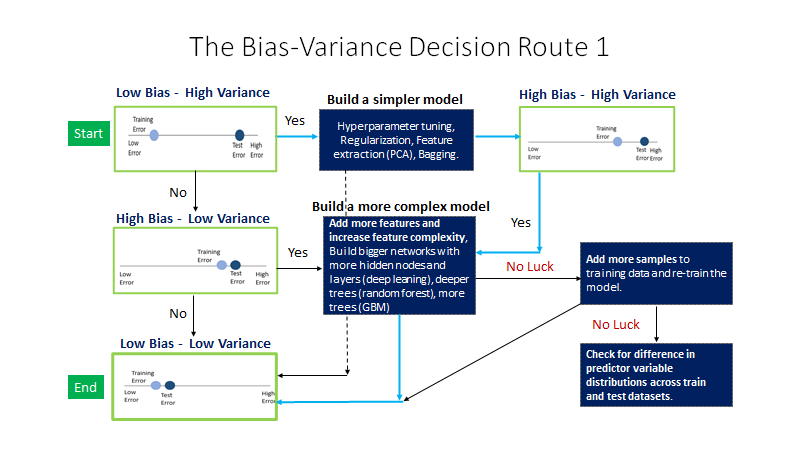 The Bias-Variance Decision Route 1
Low Bias - High Variance
Build a simpler model
High Bias - High Variance
Start
Training
Error
Low
Error
Test
Error
High
Error
Yes
Hyperparameter tuning,
Regularization, Feature
extraction (PCA), Bagging.
Training
Error
Low
Error
Test
Error
High
Error
No
Build a more complex model
High Bias - Low Variance
Yes
Training
Error
Low
Error
Test
Error
High
Error
Yes
Add more features and
increase feature complexity,
Build bigger networks with
more hidden nodes and
layers (deep leaning), deeper
trees (random forest), more
trees (GBM)
No Luck
Add more samples to
training data and re-train the
model.
No
No Luck
Low Bias - Low Variance
End
Training
Error
Low
Error
Test
Error
High
Error
Check for difference in
predictor variable
distributions across train
and test datasets.